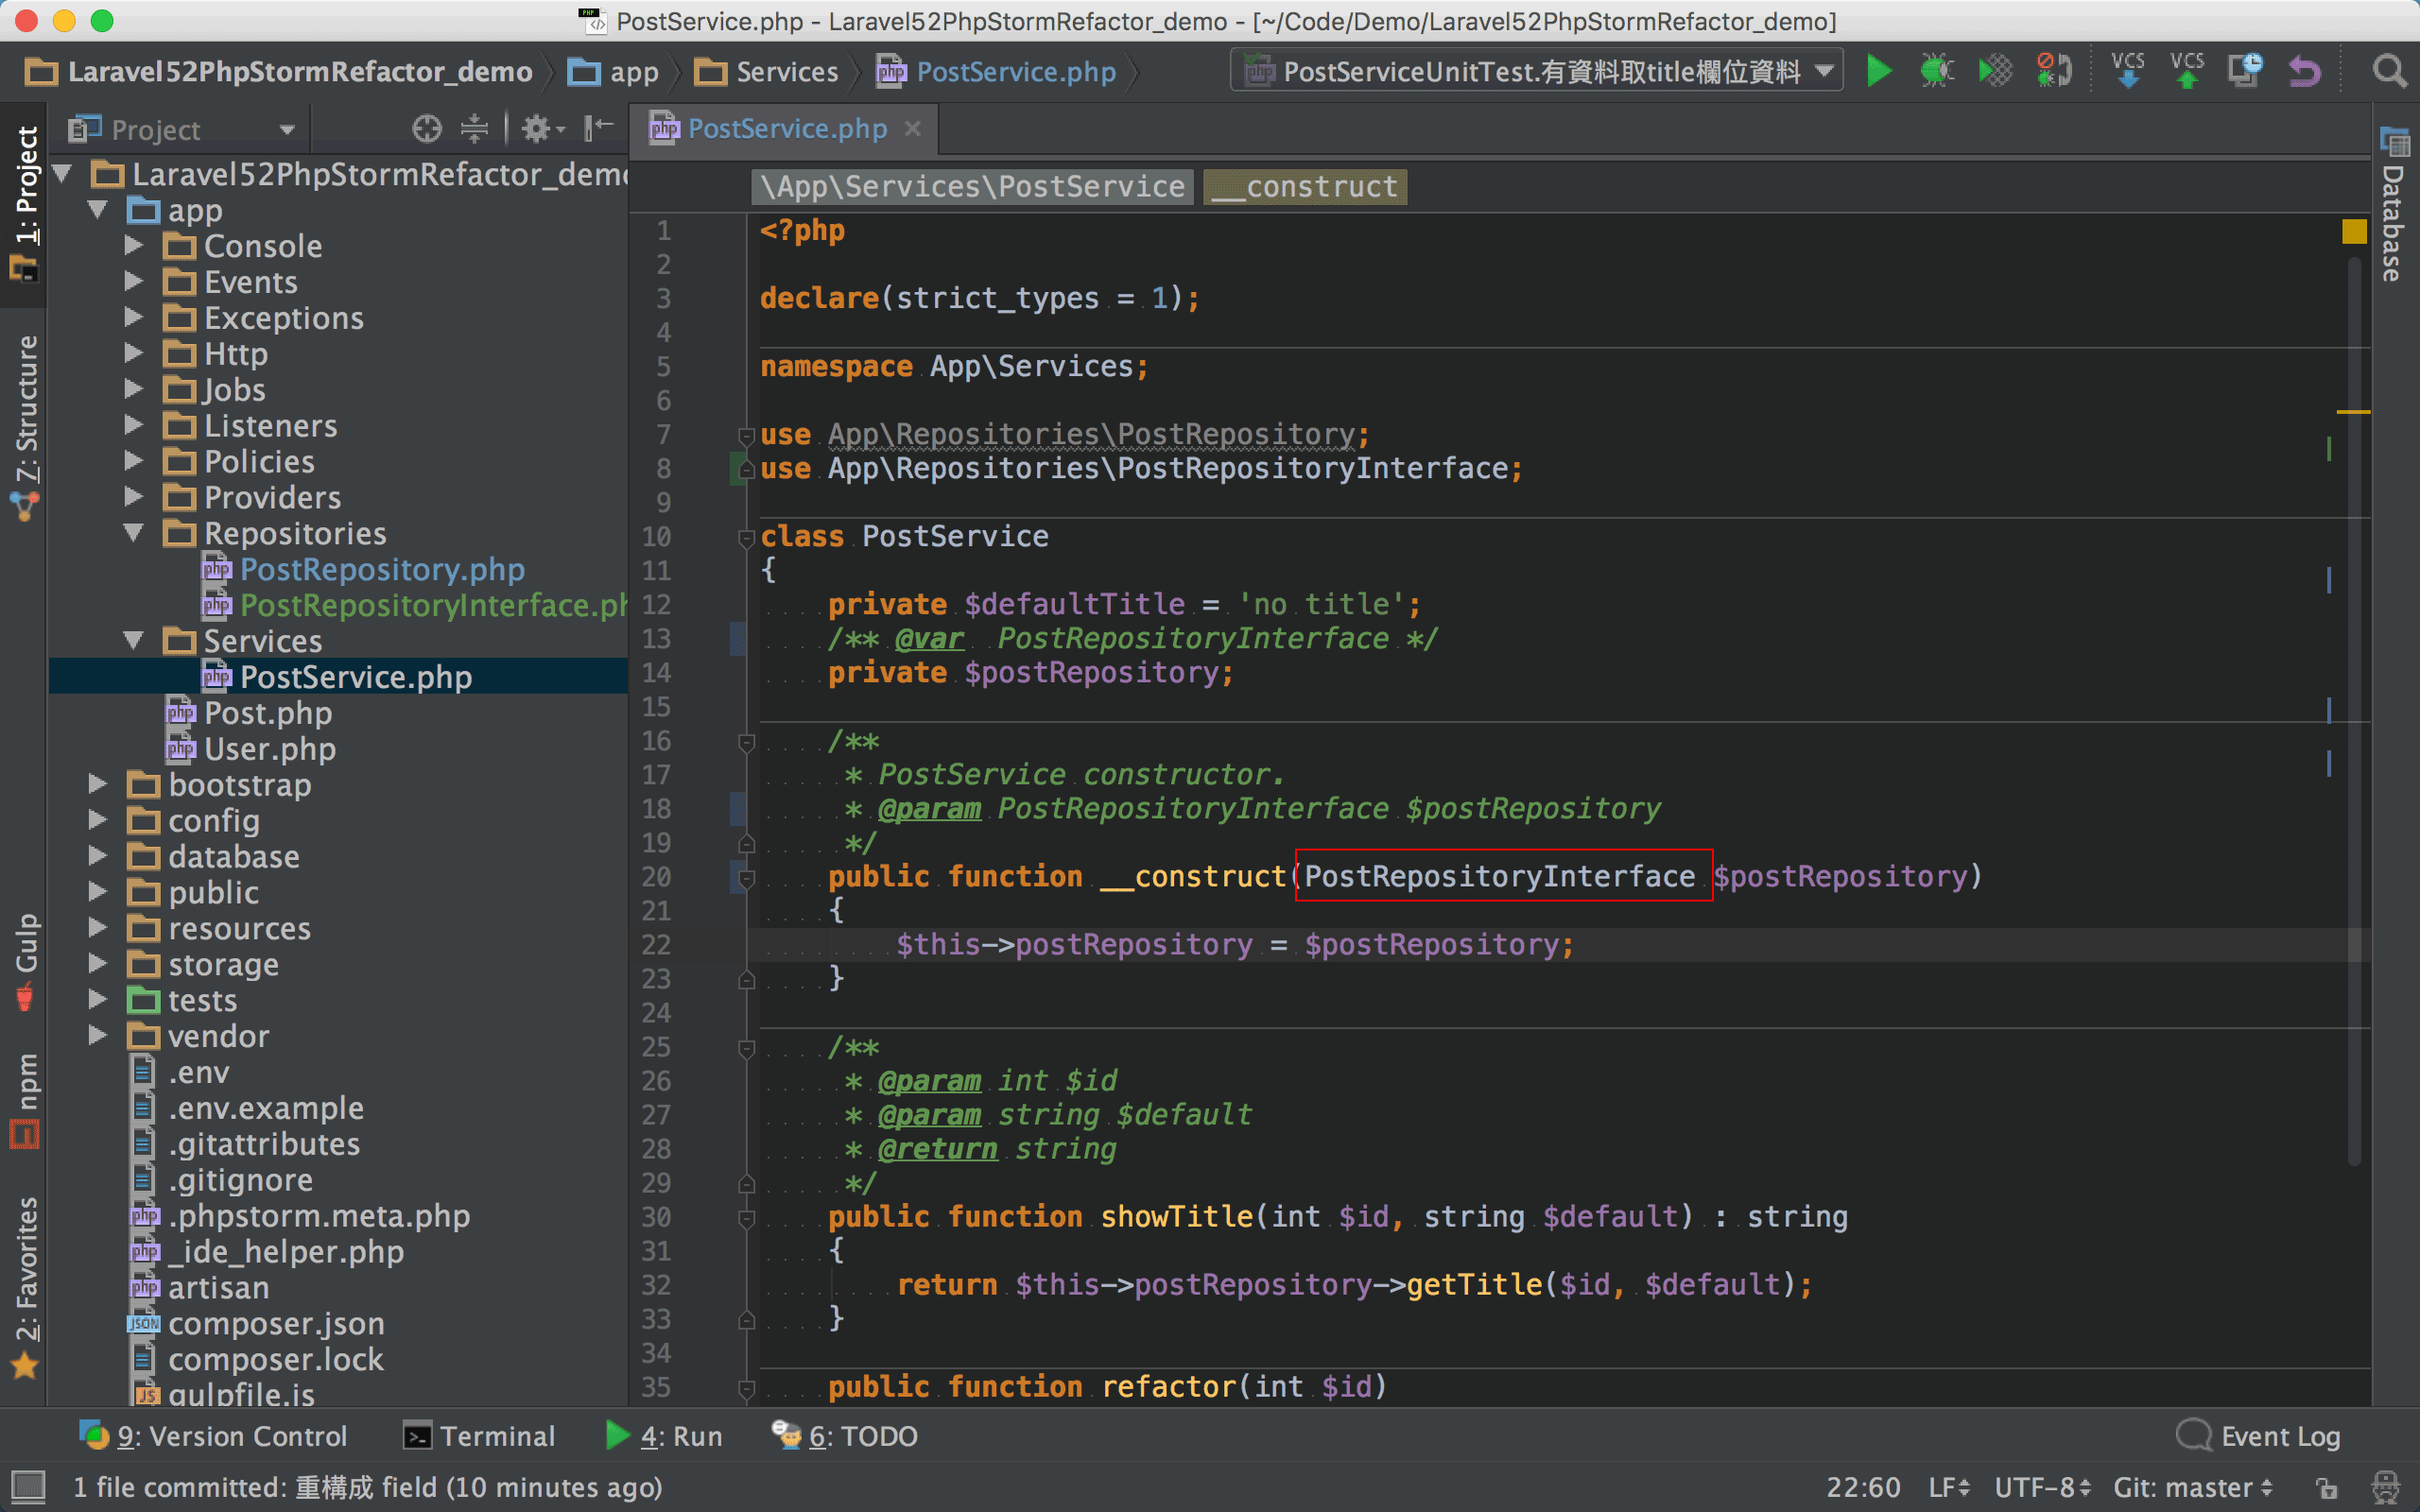 PostService.php - Laravel52PhpStormRefactor_demo - [~/Code/Demo/Laravel52PhpStormRefactor_demo]
Laravel52PhpStormRefactor_demo app Services PostService.php PostServiceUnitTest.有資料取title欄位資料 VCS VCS
1: Project
Z: Structure
Gulp
npm
2: Favorites
Project
Laravel52PhpStormRefactor_demo
app
Console
Events
Exceptions
Http
Jobs
Listeners
Policies
Providers
Repositories
PostRepository.php
PostRepositoryInterface.ph
Services
PostService.php
Post.php
User.php
bootstrap
config
database
public
resources
storage
tests
vendor
.env
.env.example
.gitattributes
.gitignore
.phpstorm.meta.php
_ide_helper.php
artisan
composer.json
composer.lock
gulpfile.js
PostService.php
\App\Services\PostService __construct
1 <?php
2
3 declare(strict_types = 1);
4
5 namespace App\Services;
6
7 use App\Repositories\PostRepository;
8 use App\Repositories\PostRepositoryInterface;
9
10 class PostService
11 {
12 private $defaultTitle = 'no title';
13 /** @var PostRepositoryInterface */
14 private $postRepository;
15
16 /**
17 * PostService constructor.
18 * @param PostRepositoryInterface $postRepository
19 */
20 public function __construct(PostRepositoryInterface $postRepository)
21 {
22 $this->postRepository = $postRepository;
23 }
24
25 /**
26 * @param int $id
27 * @param string $default
28 * @return string
29 */
30 public function showTitle(int $id, string $default) : string
31 {
32 return $this->postRepository->getTitle($id, $default);
33 }
34
35 public function refactor(int $id)
Database
9: Version Control Terminal 4: Run 6: TODO Event Log
1 file committed: 重構成 field (10 minutes ago) 22:60 LF UTF-8 Git: master